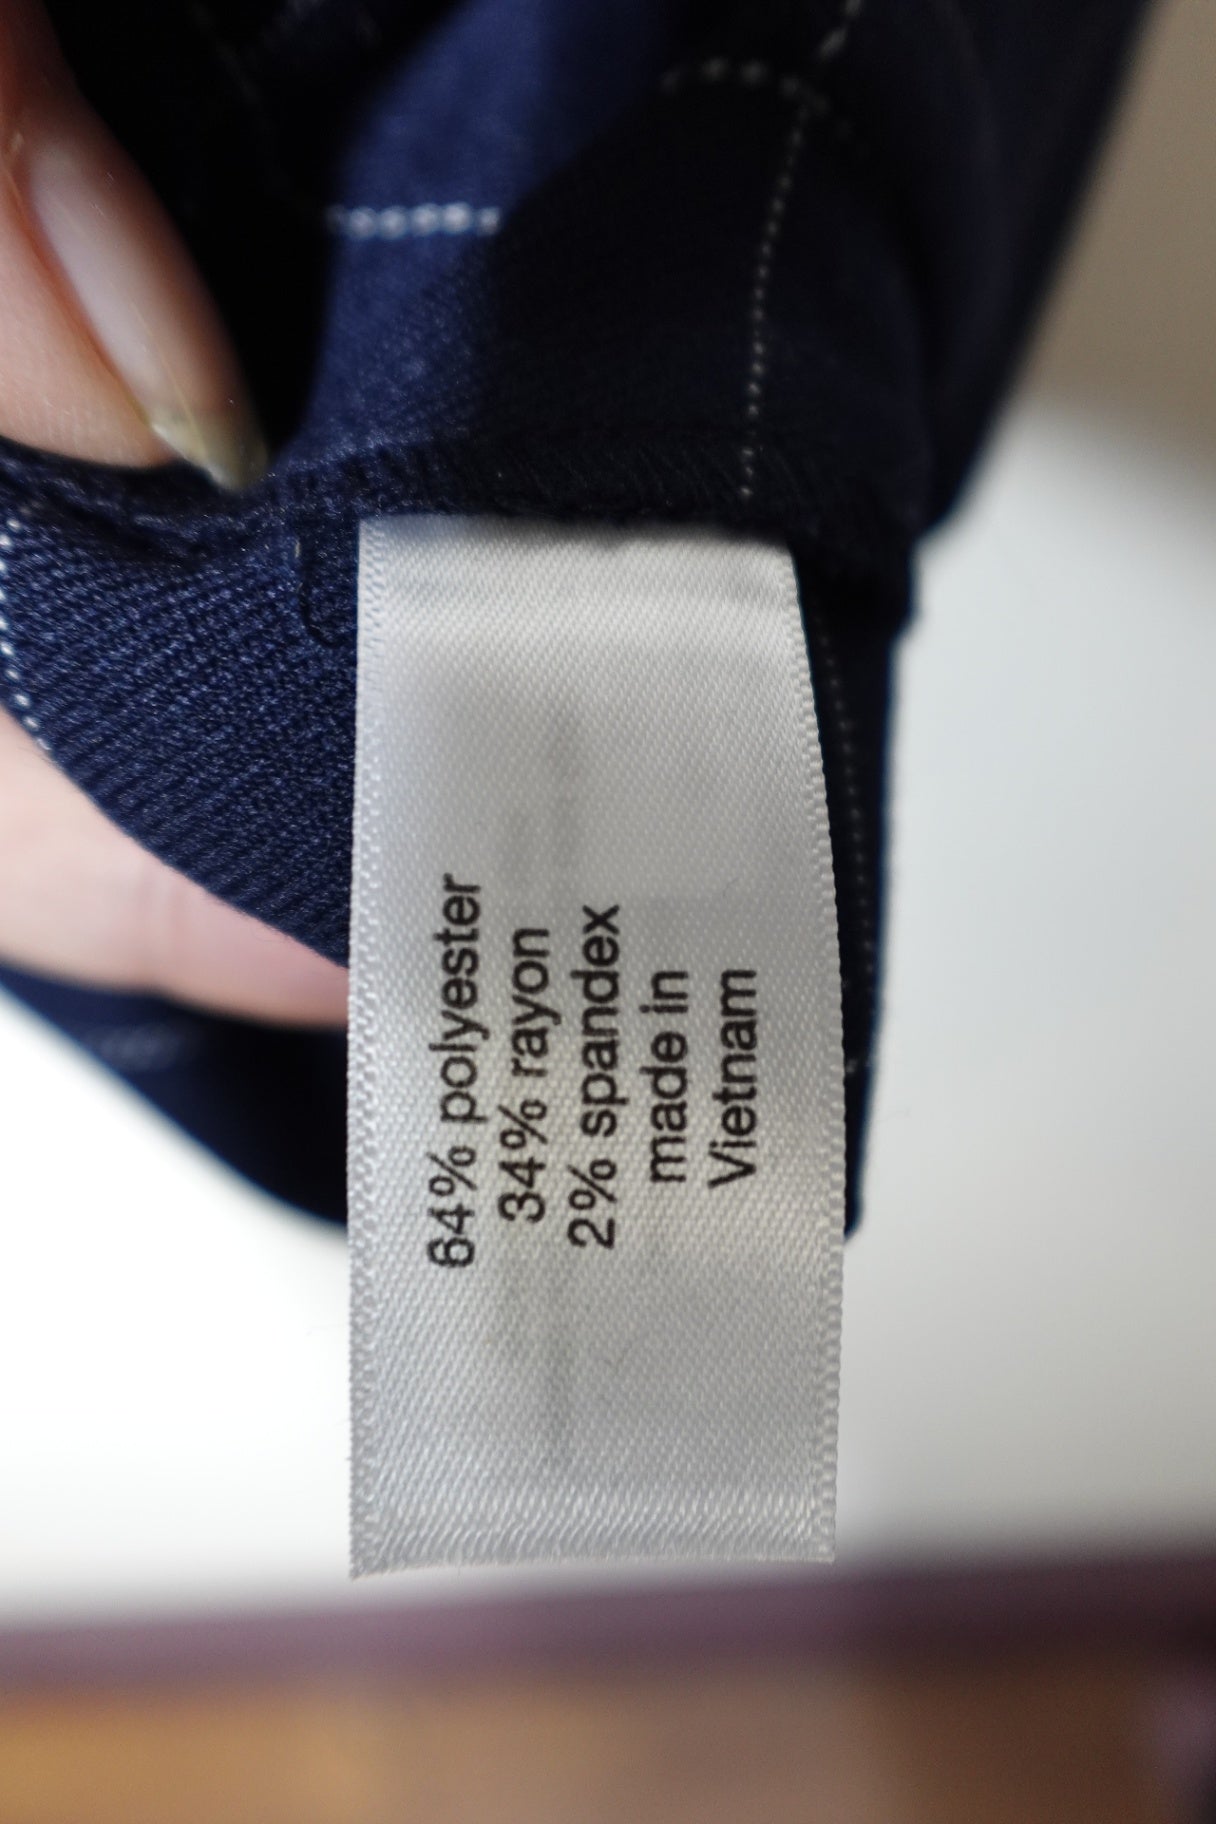 64% polyester
34% rayon
2% spandex
made in
Vietnam